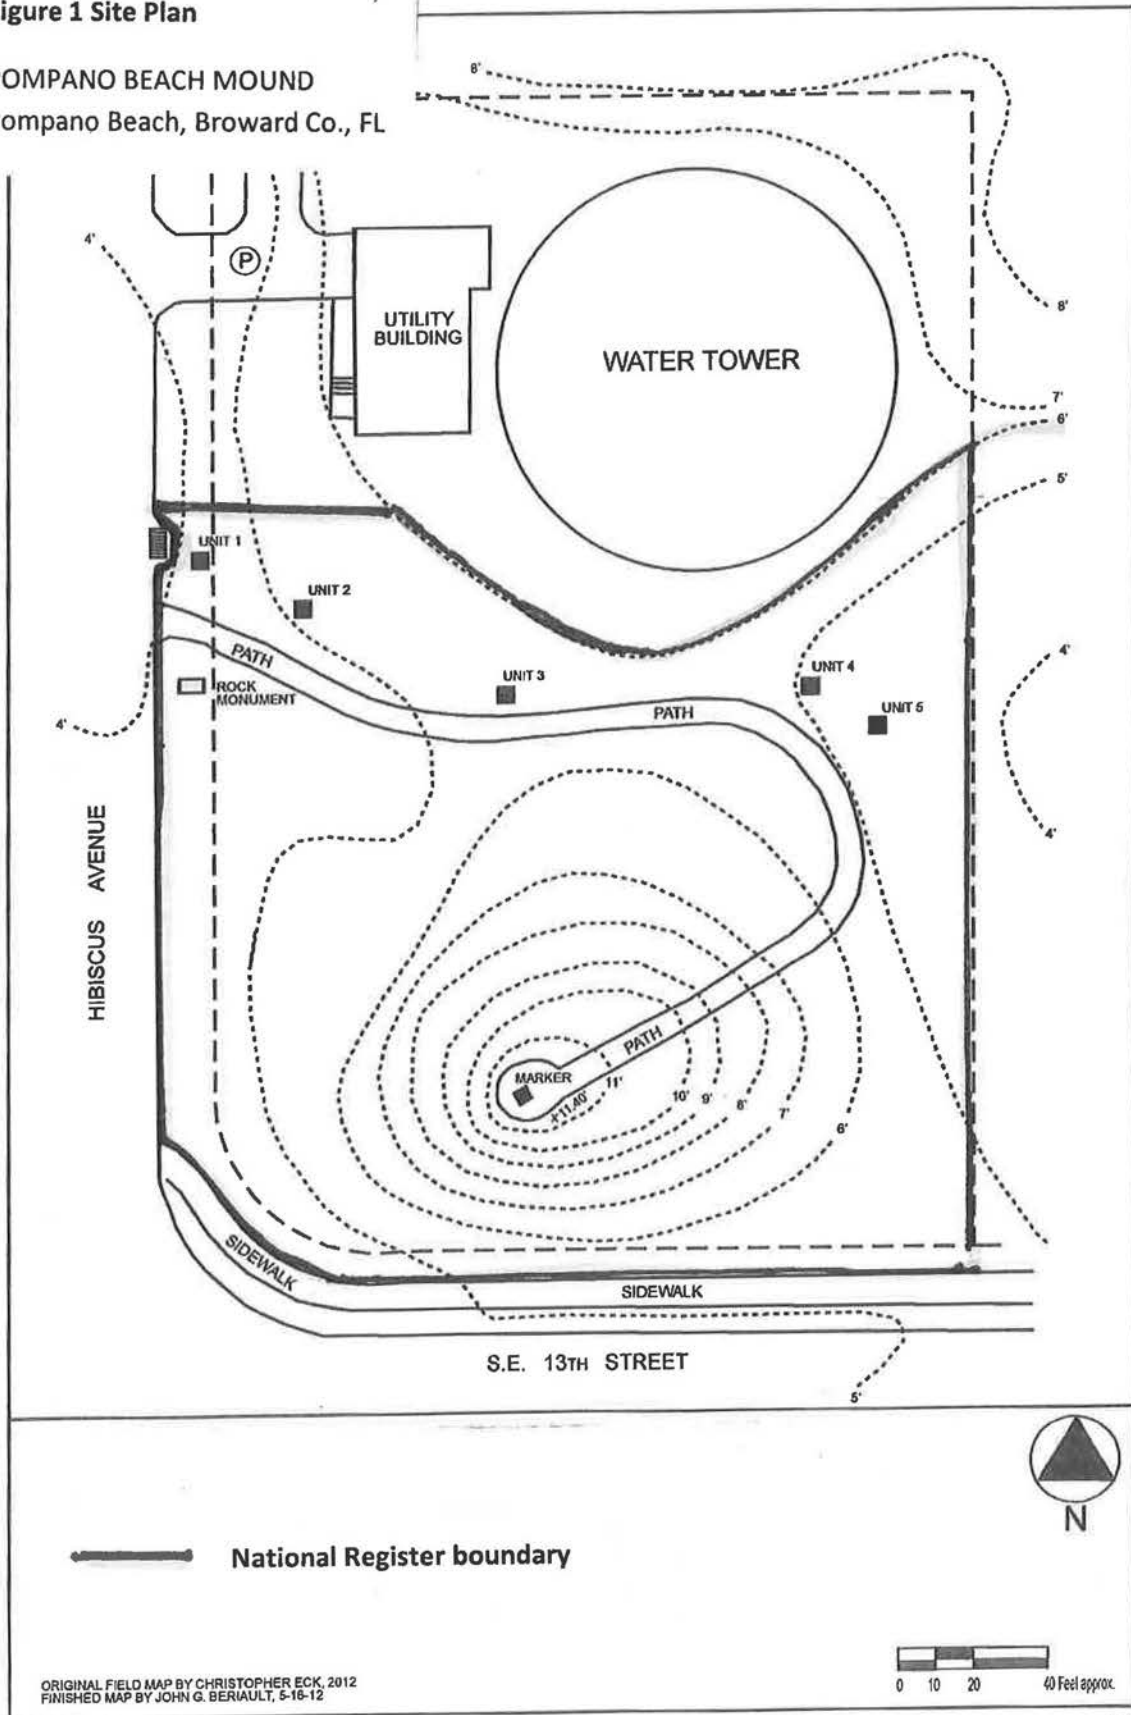 igure 1 Site Plan
OMPANO BEACH MOUND
ompano Beach, Broward Co., FL
8'
4'
P
UTILITY
BUILDING
WATER TOWER
8'
7'
6'
5'
UNIT 1
UNIT 2
PATH
ROCK
MONUMENT
UNIT 3
PATH
UNIT 4
UNIT 5
4'
4'
4'
HIBISCUS AVENUE
PATH
MARKER
x11.40'
11'
10'
9'
8'
7'
6'
SIDEWALK
SIDEWALK
S.E. 13TH STREET
5'
N
National Register boundary
ORIGINAL FIELD MAP BY CHRISTOPHER ECK, 2012
FINISHED MAP BY JOHN G. BERIAULT, 5-16-12
0 10 20 40 Feel approx.